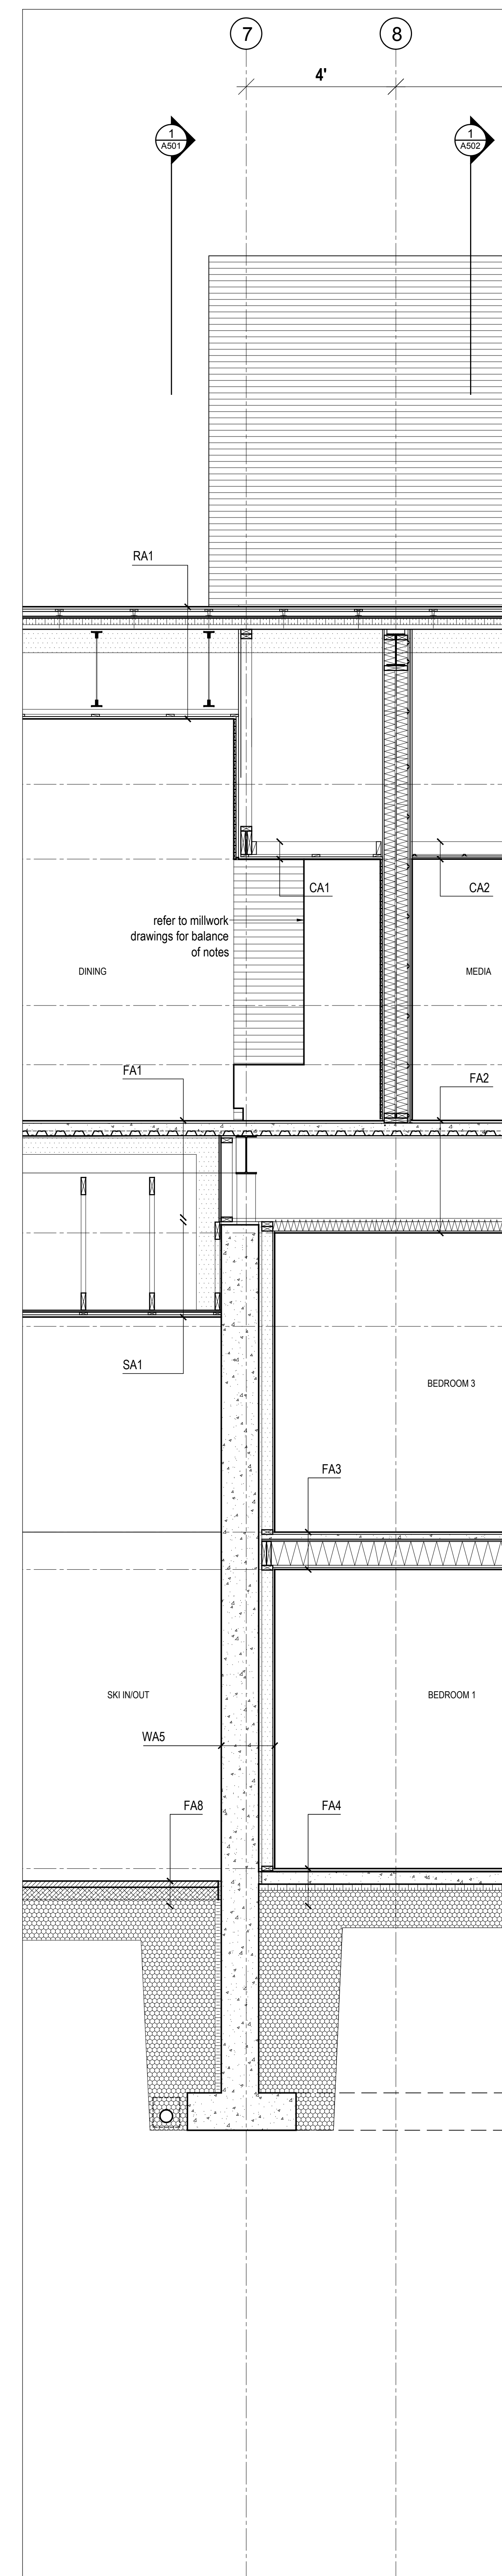 7
8
4'
1
A501
1
A502
RA1
CA1
CA2
refer to millwork
drawings for balance
of notes
DINING
MEDIA
FA1
FA2
SA1
BEDROOM 3
FA3
SKI IN/OUT
BEDROOM 1
WA5
FA8
FA4